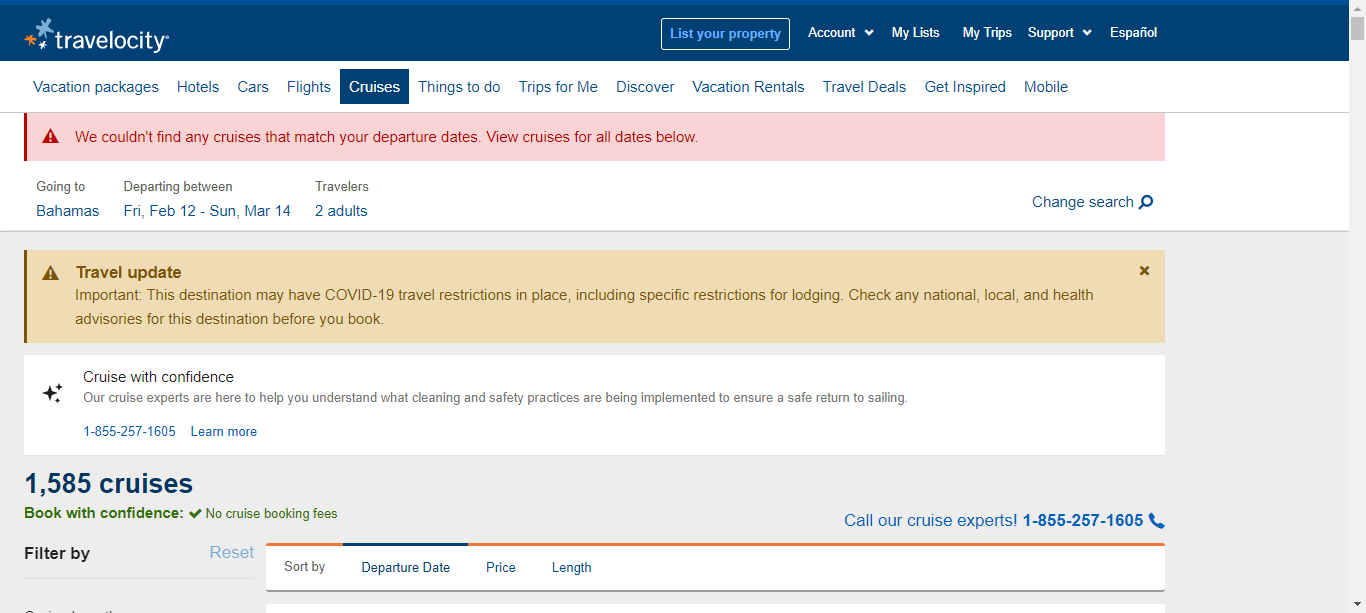 travelocity
List your property
Account
My Lists
My Trips
Support
Español
Vacation packages
Hotels
Cars
Flights
Cruises
Things to do
Trips for Me
Discover
Vacation Rentals
Travel Deals
Get Inspired
Mobile
We couldn't find any cruises that match your departure dates. View cruises for all dates below.
Going to
Bahamas
Departing between
Fri, Feb 12 - Sun, Mar 14
Travelers
2 adults
Change search
Travel update
Important: This destination may have COVID-19 travel restrictions in place, including specific restrictions for lodging. Check any national, local, and health
advisories for this destination before you book.
Cruise with confidence
Our cruise experts are here to help you understand what cleaning and safety practices are being implemented to ensure a safe return to sailing.
1-855-257-1605 Learn more
1,585 cruises
Book with confidence: No cruise booking fees
Call our cruise experts! 1-855-257-1605
Filter by
Reset
Sort by
Departure Date
Price
Length